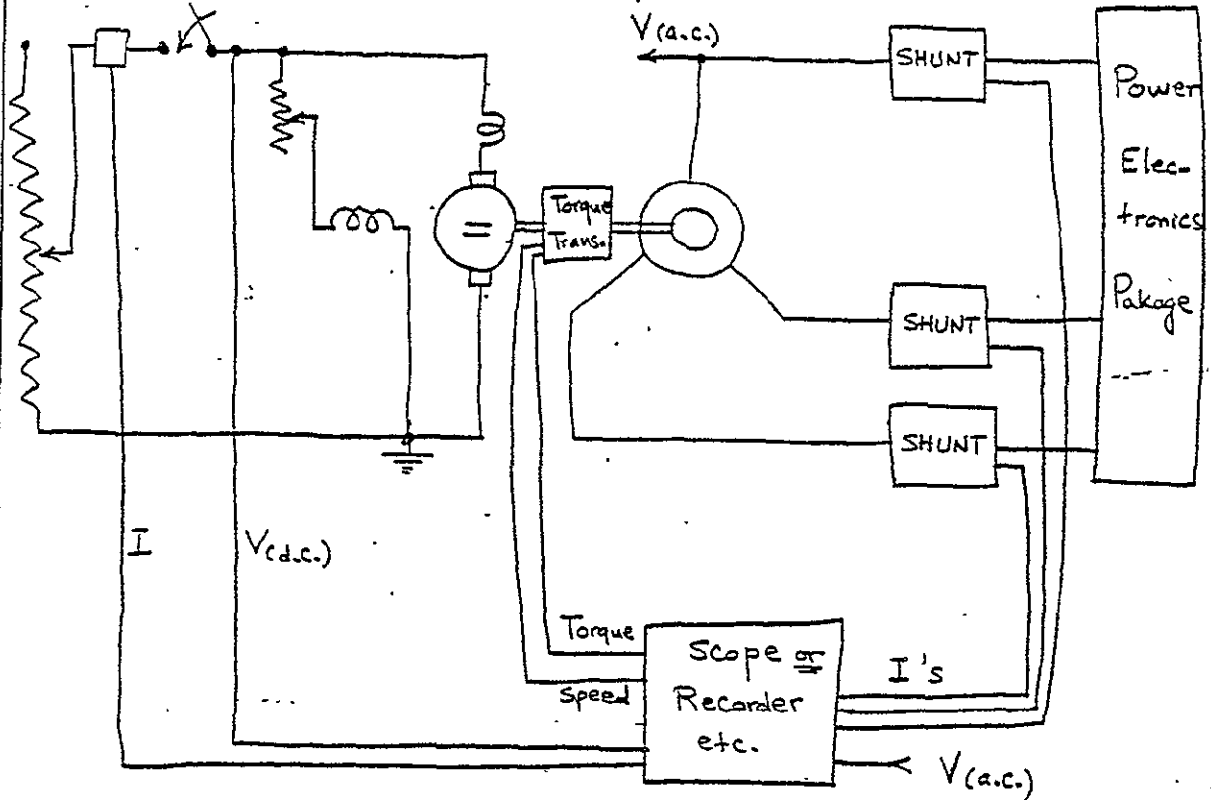 V(a.c.)
SHUNT
Power
Elec-
tronics
Pakage
Torque
Trans.
=
SHUNT
SHUNT
I
V(d.c.)
Torque
Speed
Scope or
Recorder
etc.
I's
V(a.c.)